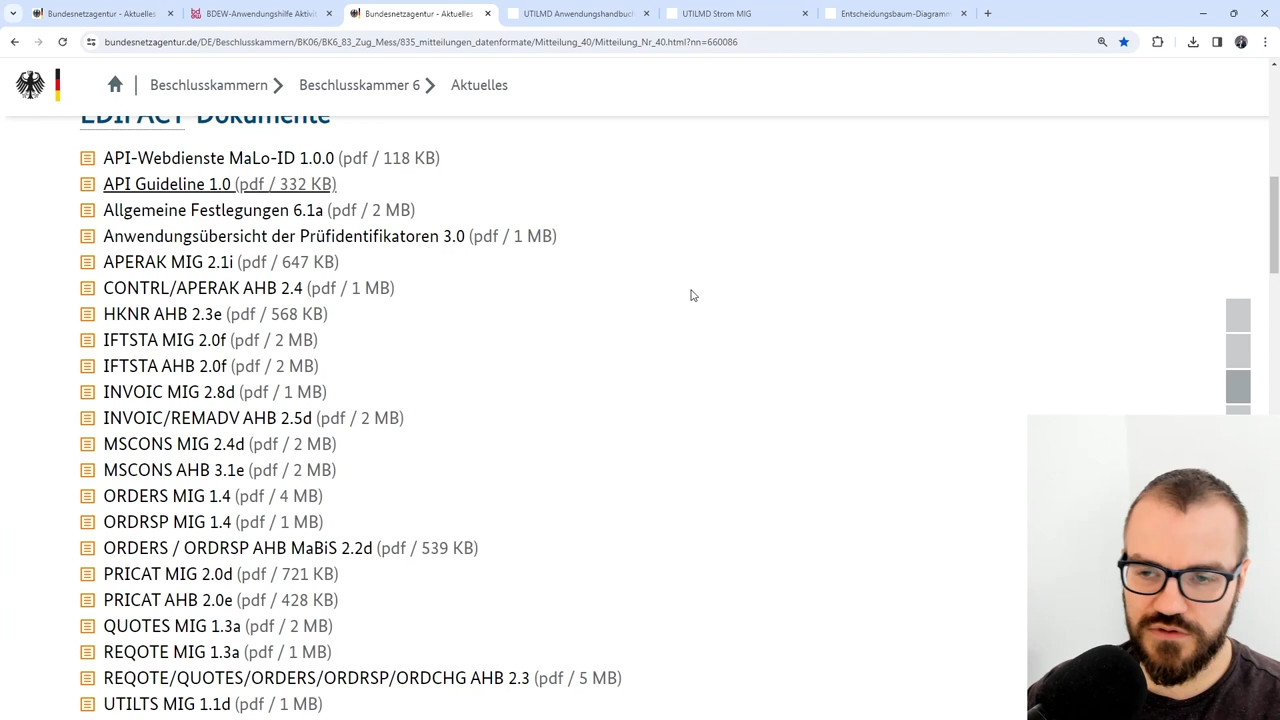 Bundesnetzagentur - Aktuelles
BDEW-Anwendungshilfe Aktivit
Bundesnetzagentur - Aktuelles
UTILMD Anwendungshandbuch
UTILMD Strom MIG
Entscheidungsbaum-Diagramm
bundesnetzagentur.de/DE/Beschlusskammern/BK06/BK6_83_Zug_Mess/835_mitteilungen_datenformate/Mitteilung_40/Mitteilung_Nr_40.html?nn=660086
Beschlusskammern
Beschlusskammer 6
Aktuelles
EDIFACT-Dokumente
API-Webdienste MaLo-ID 1.0.0 (pdf / 118 KB)
API Guideline 1.0 (pdf / 332 KB)
Allgemeine Festlegungen 6.1a (pdf / 2 MB)
Anwendungsübersicht der Prüfidentifikatoren 3.0 (pdf / 1 MB)
APERAK MIG 2.1i (pdf / 647 KB)
CONTRL/APERAK AHB 2.4 (pdf / 1 MB)
HKNR AHB 2.3e (pdf / 568 KB)
IFTSTA MIG 2.0f (pdf / 2 MB)
IFTSTA AHB 2.0f (pdf / 2 MB)
INVOIC MIG 2.8d (pdf / 1 MB)
INVOIC/REMADV AHB 2.5d (pdf / 2 MB)
MSCONS MIG 2.4d (pdf / 2 MB)
MSCONS AHB 3.1e (pdf / 2 MB)
ORDERS MIG 1.4 (pdf / 4 MB)
ORDRSP MIG 1.4 (pdf / 1 MB)
ORDERS / ORDRSP AHB MaBiS 2.2d (pdf / 539 KB)
PRICAT MIG 2.0d (pdf / 721 KB)
PRICAT AHB 2.0e (pdf / 428 KB)
QUOTES MIG 1.3a (pdf / 2 MB)
REQOTE MIG 1.3a (pdf / 1 MB)
REQOTE/QUOTES/ORDERS/ORDRSP/ORDCHG AHB 2.3 (pdf / 5 MB)
UTILTS MIG 1.1d (pdf / 1 MB)